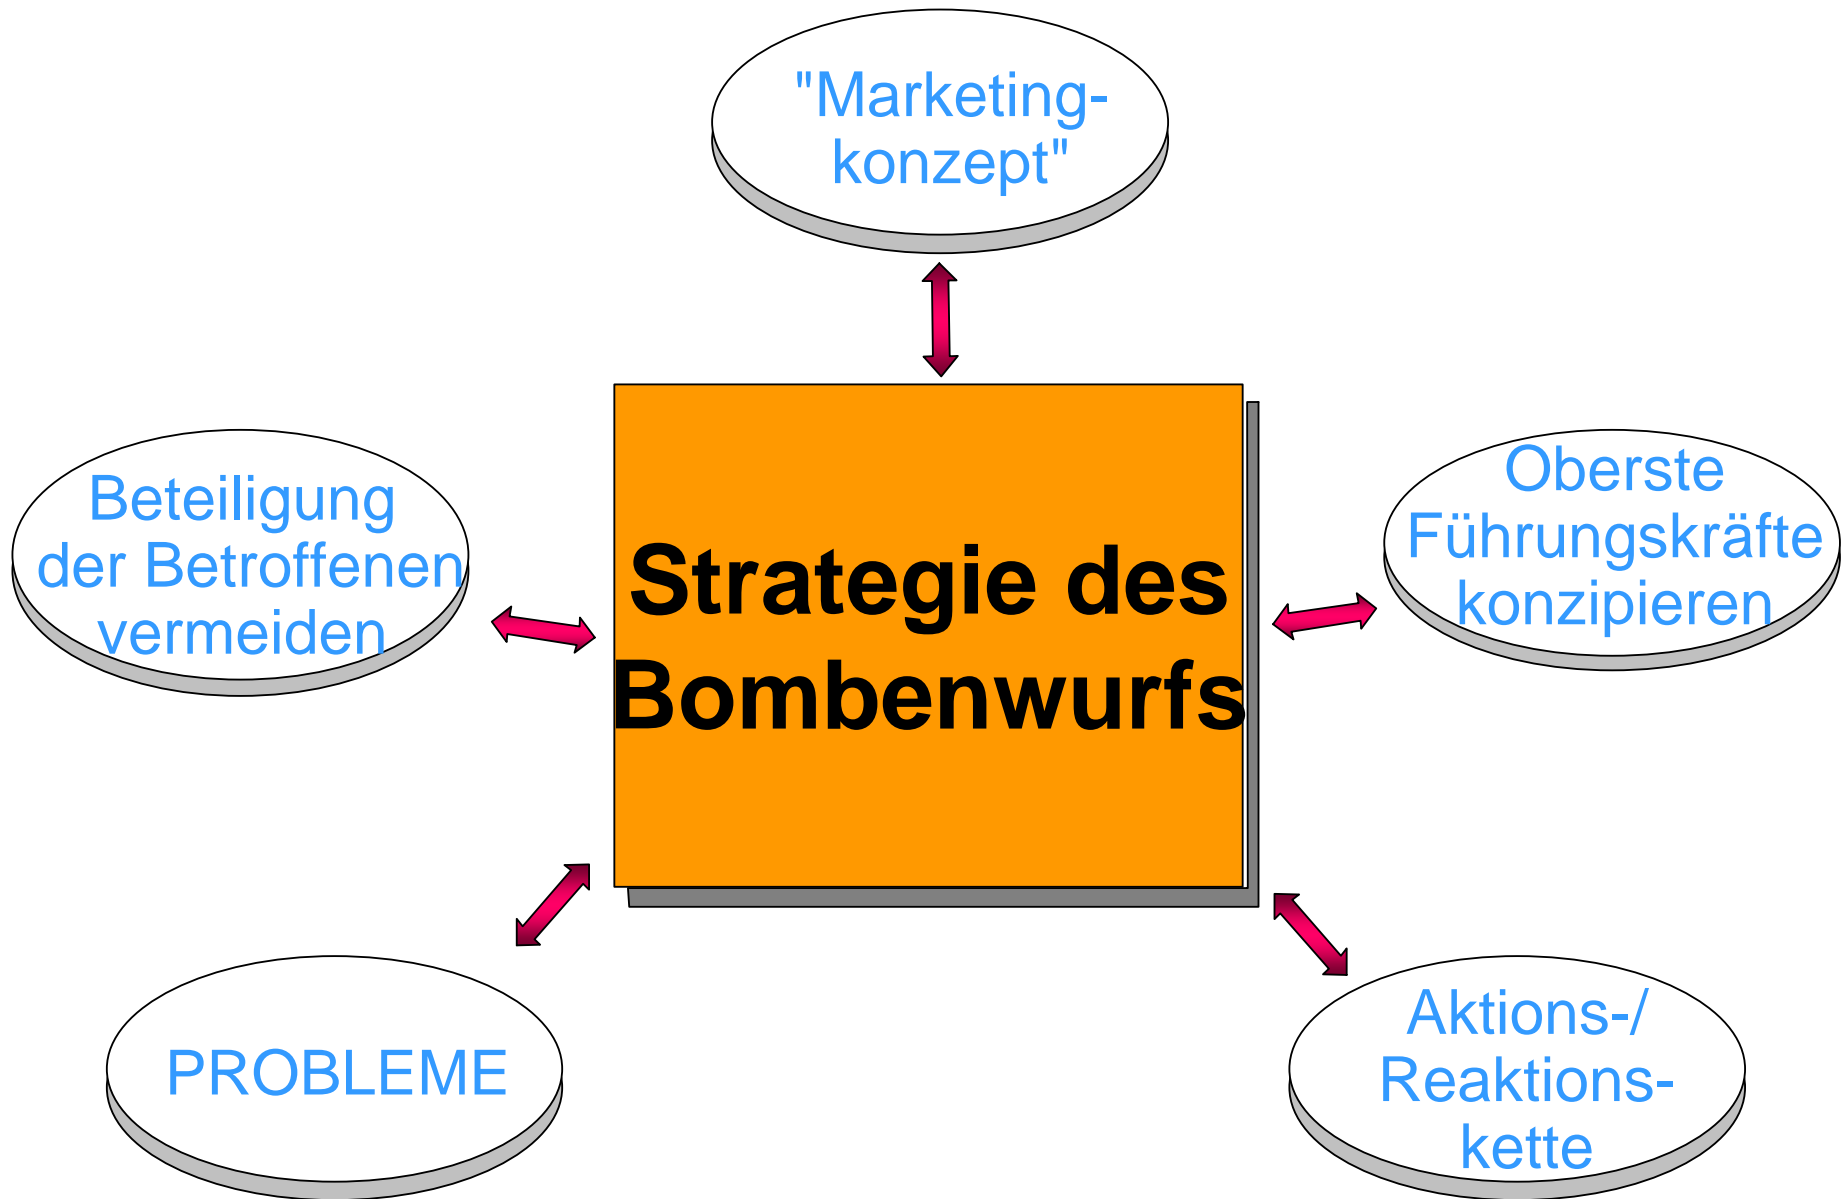 "Marketing-
konzept"
Beteiligung
der Betroffenen
vermeiden
Strategie des
Bombenwurfs
Oberste
Führungskräfte
konzipieren
PROBLEME
Aktions-/
Reaktions-
kette